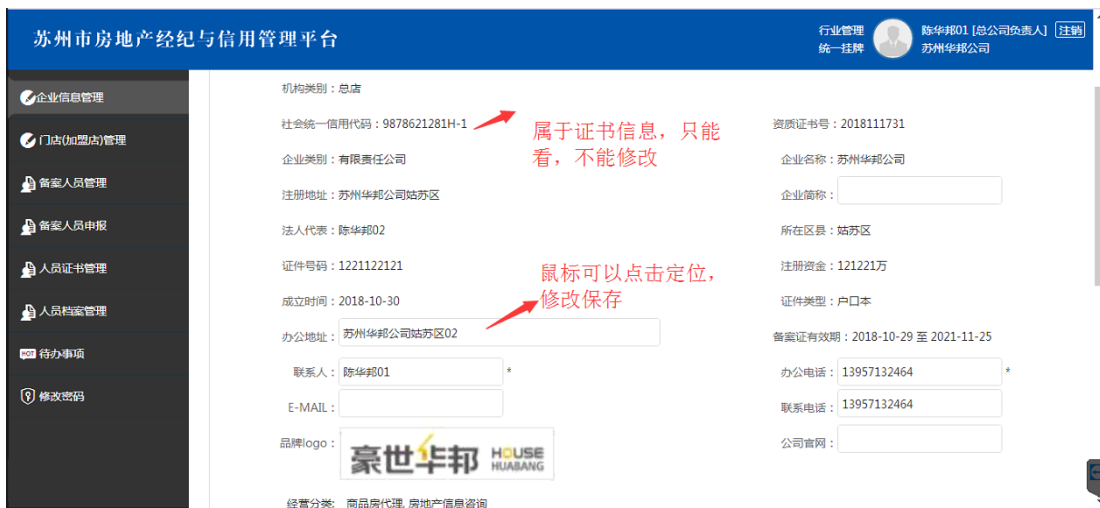 苏州市房地产经纪与信用管理平台
行业管理
统一挂牌
陈华邦01 [总公司负责人] 注销
苏州华邦公司
企业信息管理
门店(加盟店)管理
备案人员管理
备案人员申报
人员证书管理
人员档案管理
HOT 待办事项
修改密码
机构类别：总店
社会统一信用代码：9878621281H-1
资质证书号：2018111731
属于证书信息，只能
看，不能修改
企业类别：有限责任公司
企业名称：苏州华邦公司
注册地址：苏州华邦公司姑苏区
企业简称：
法人代表：陈华邦02
所在区县：姑苏区
证件号码：1221122121
注册资金：121221万
鼠标可以点击定位，
修改保存
成立时间：2018-10-30
证件类型：户口本
办公地址：苏州华邦公司姑苏区02
备案证有效期：2018-10-29 至 2021-11-25
联系人：陈华邦01 *
办公电话：13957132464 *
E-MAIL：
联系电话：13957132464
品牌logo：
豪世华邦 HOUSE
HUABANG
公司官网：
经营分类: 商品房代理, 房地产信息咨询